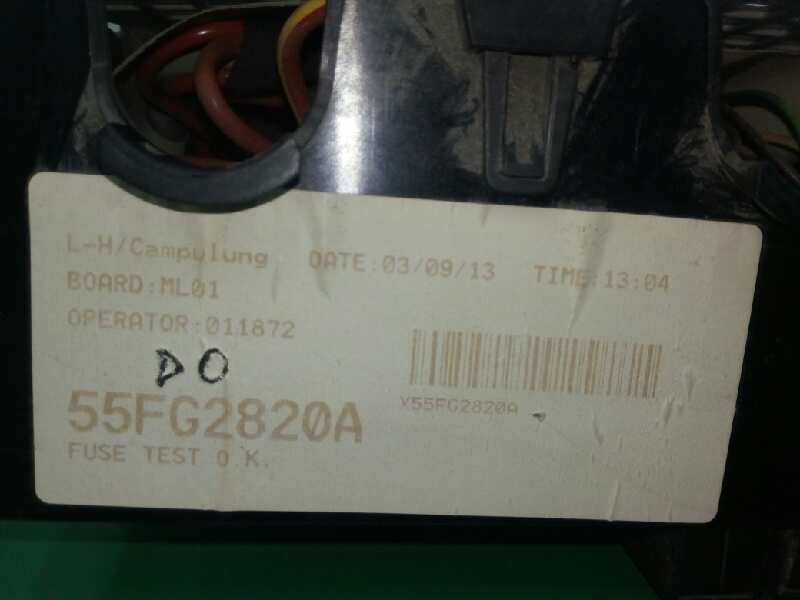 L-H/Campulung DATE:03/09/13 TIME:13:04
BOARD:ML01
OPERATOR:011872
DO
55FG2820A
X55FG2820A
FUSE TEST O K.